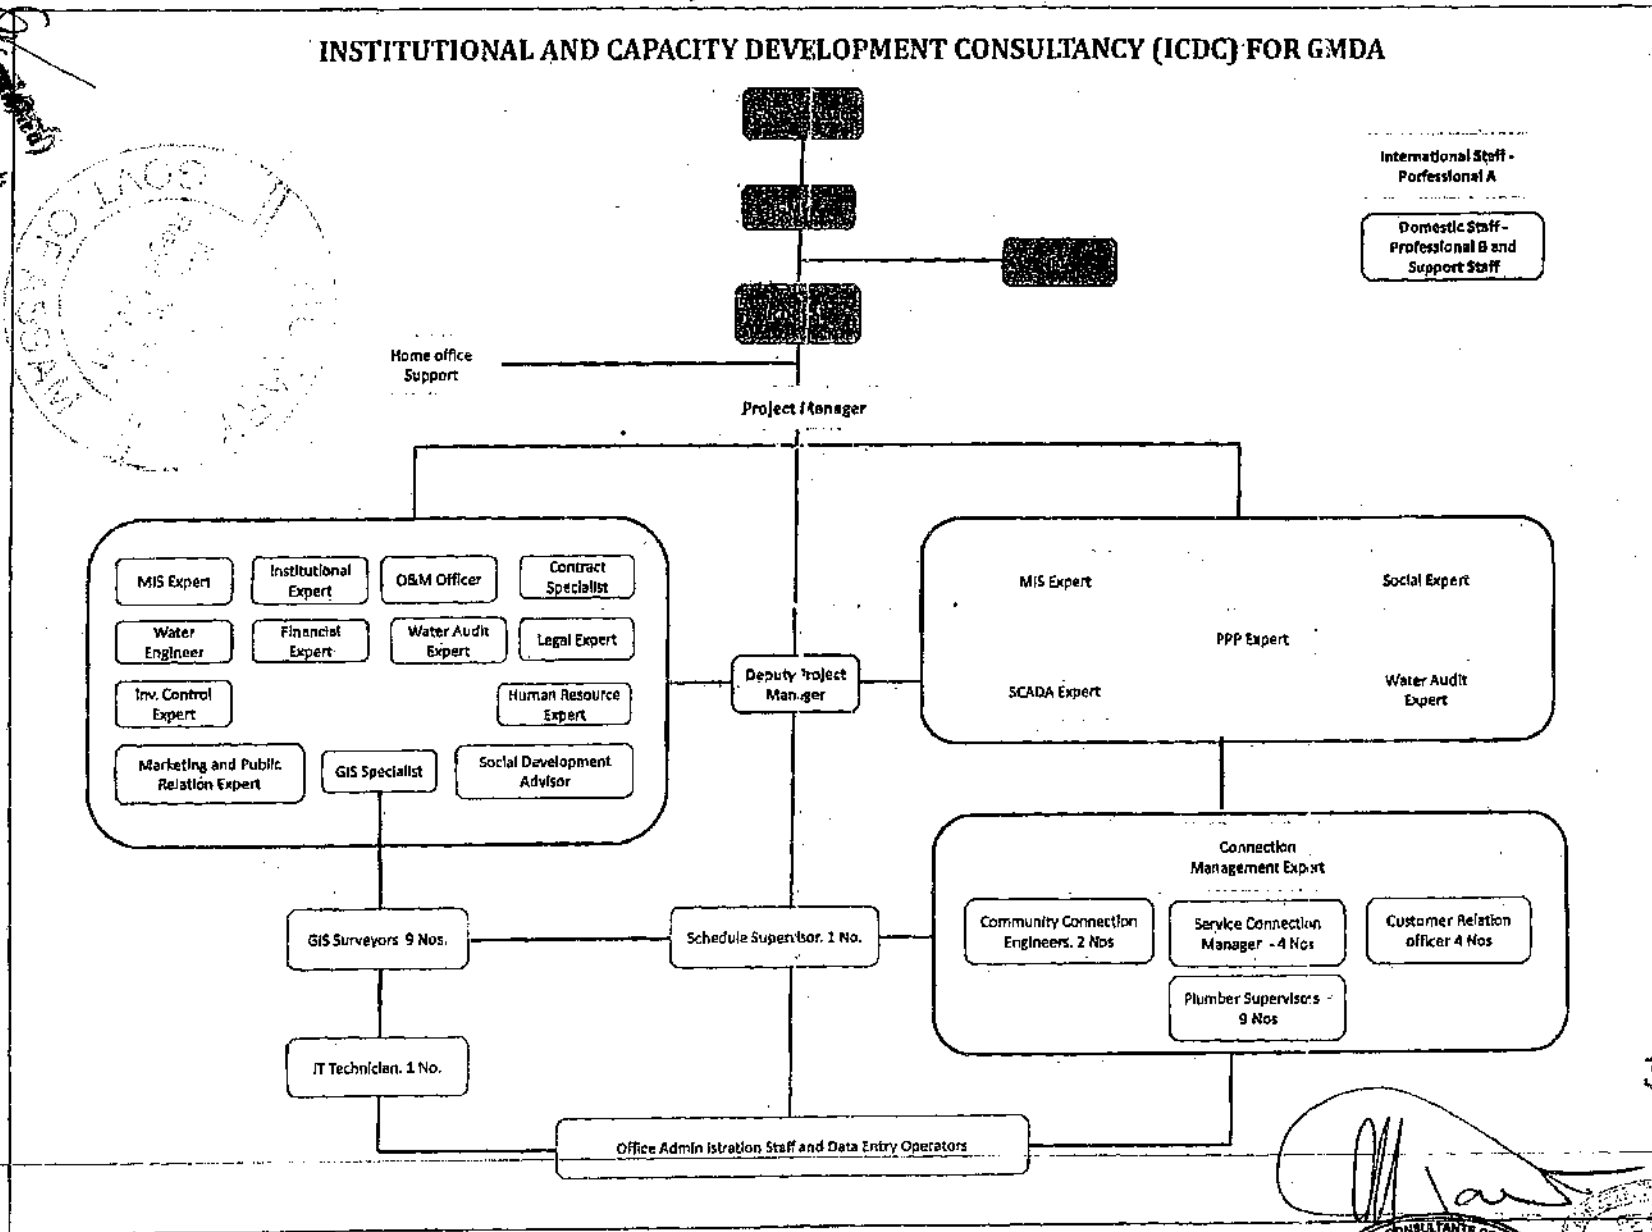 INSTITUTIONAL AND CAPACITY DEVELOPMENT CONSULTANCY (ICDC) FOR GMDA
International Staff -
Porfessional A
Domestic Staff -
Professional B and
Support Staff
GOVT OF ASSAM
Home office
Support
Project Manager
MIS Expert
Institutional
Expert
O&M Officer
Contract
Specialist
Water
Engineer
Financial
Expert
Water Audit
Expert
Legal Expert
Inv. Control
Expert
Human Resource
Expert
Marketing and Public
Relation Expert
GIS Specialist
Social Development
Advisor
Deputy Project
Manager
MIS Expert
Social Expert
PPP Expert
SCADA Expert
Water Audit
Expert
Connection
Management Expert
Community Connection
Engineers. 2 Nos
Service Connection
Manager - 4 Nos
Customer Relation
officer 4 Nos
Plumber Supervisors -
9 Nos
GIS Surveyors 9 Nos.
Schedule Supervisor. 1 No.
IT Technician. 1 No.
Office Administration Staff and Data Entry Operators